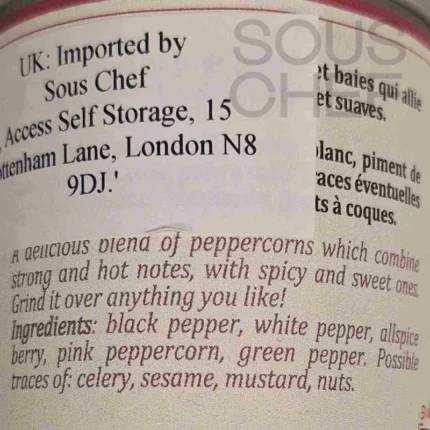 SOUS
CHEF
UK: Imported by
Sous Chef
Access Self Storage, 15
ttenham Lane, London N8
9DJ.'
et baies qui allie
et suaves.
lanc, piment de
aces éventuelles
ts à coques.
A delicious blend of peppercorns which combine
strong and hot notes, with spicy and sweet ones.
Grind it over anything you like!
Ingredients: black pepper, white pepper, allspice
berry, pink peppercorn, green pepper. Possible
traces of: celery, sesame, mustard, nuts.